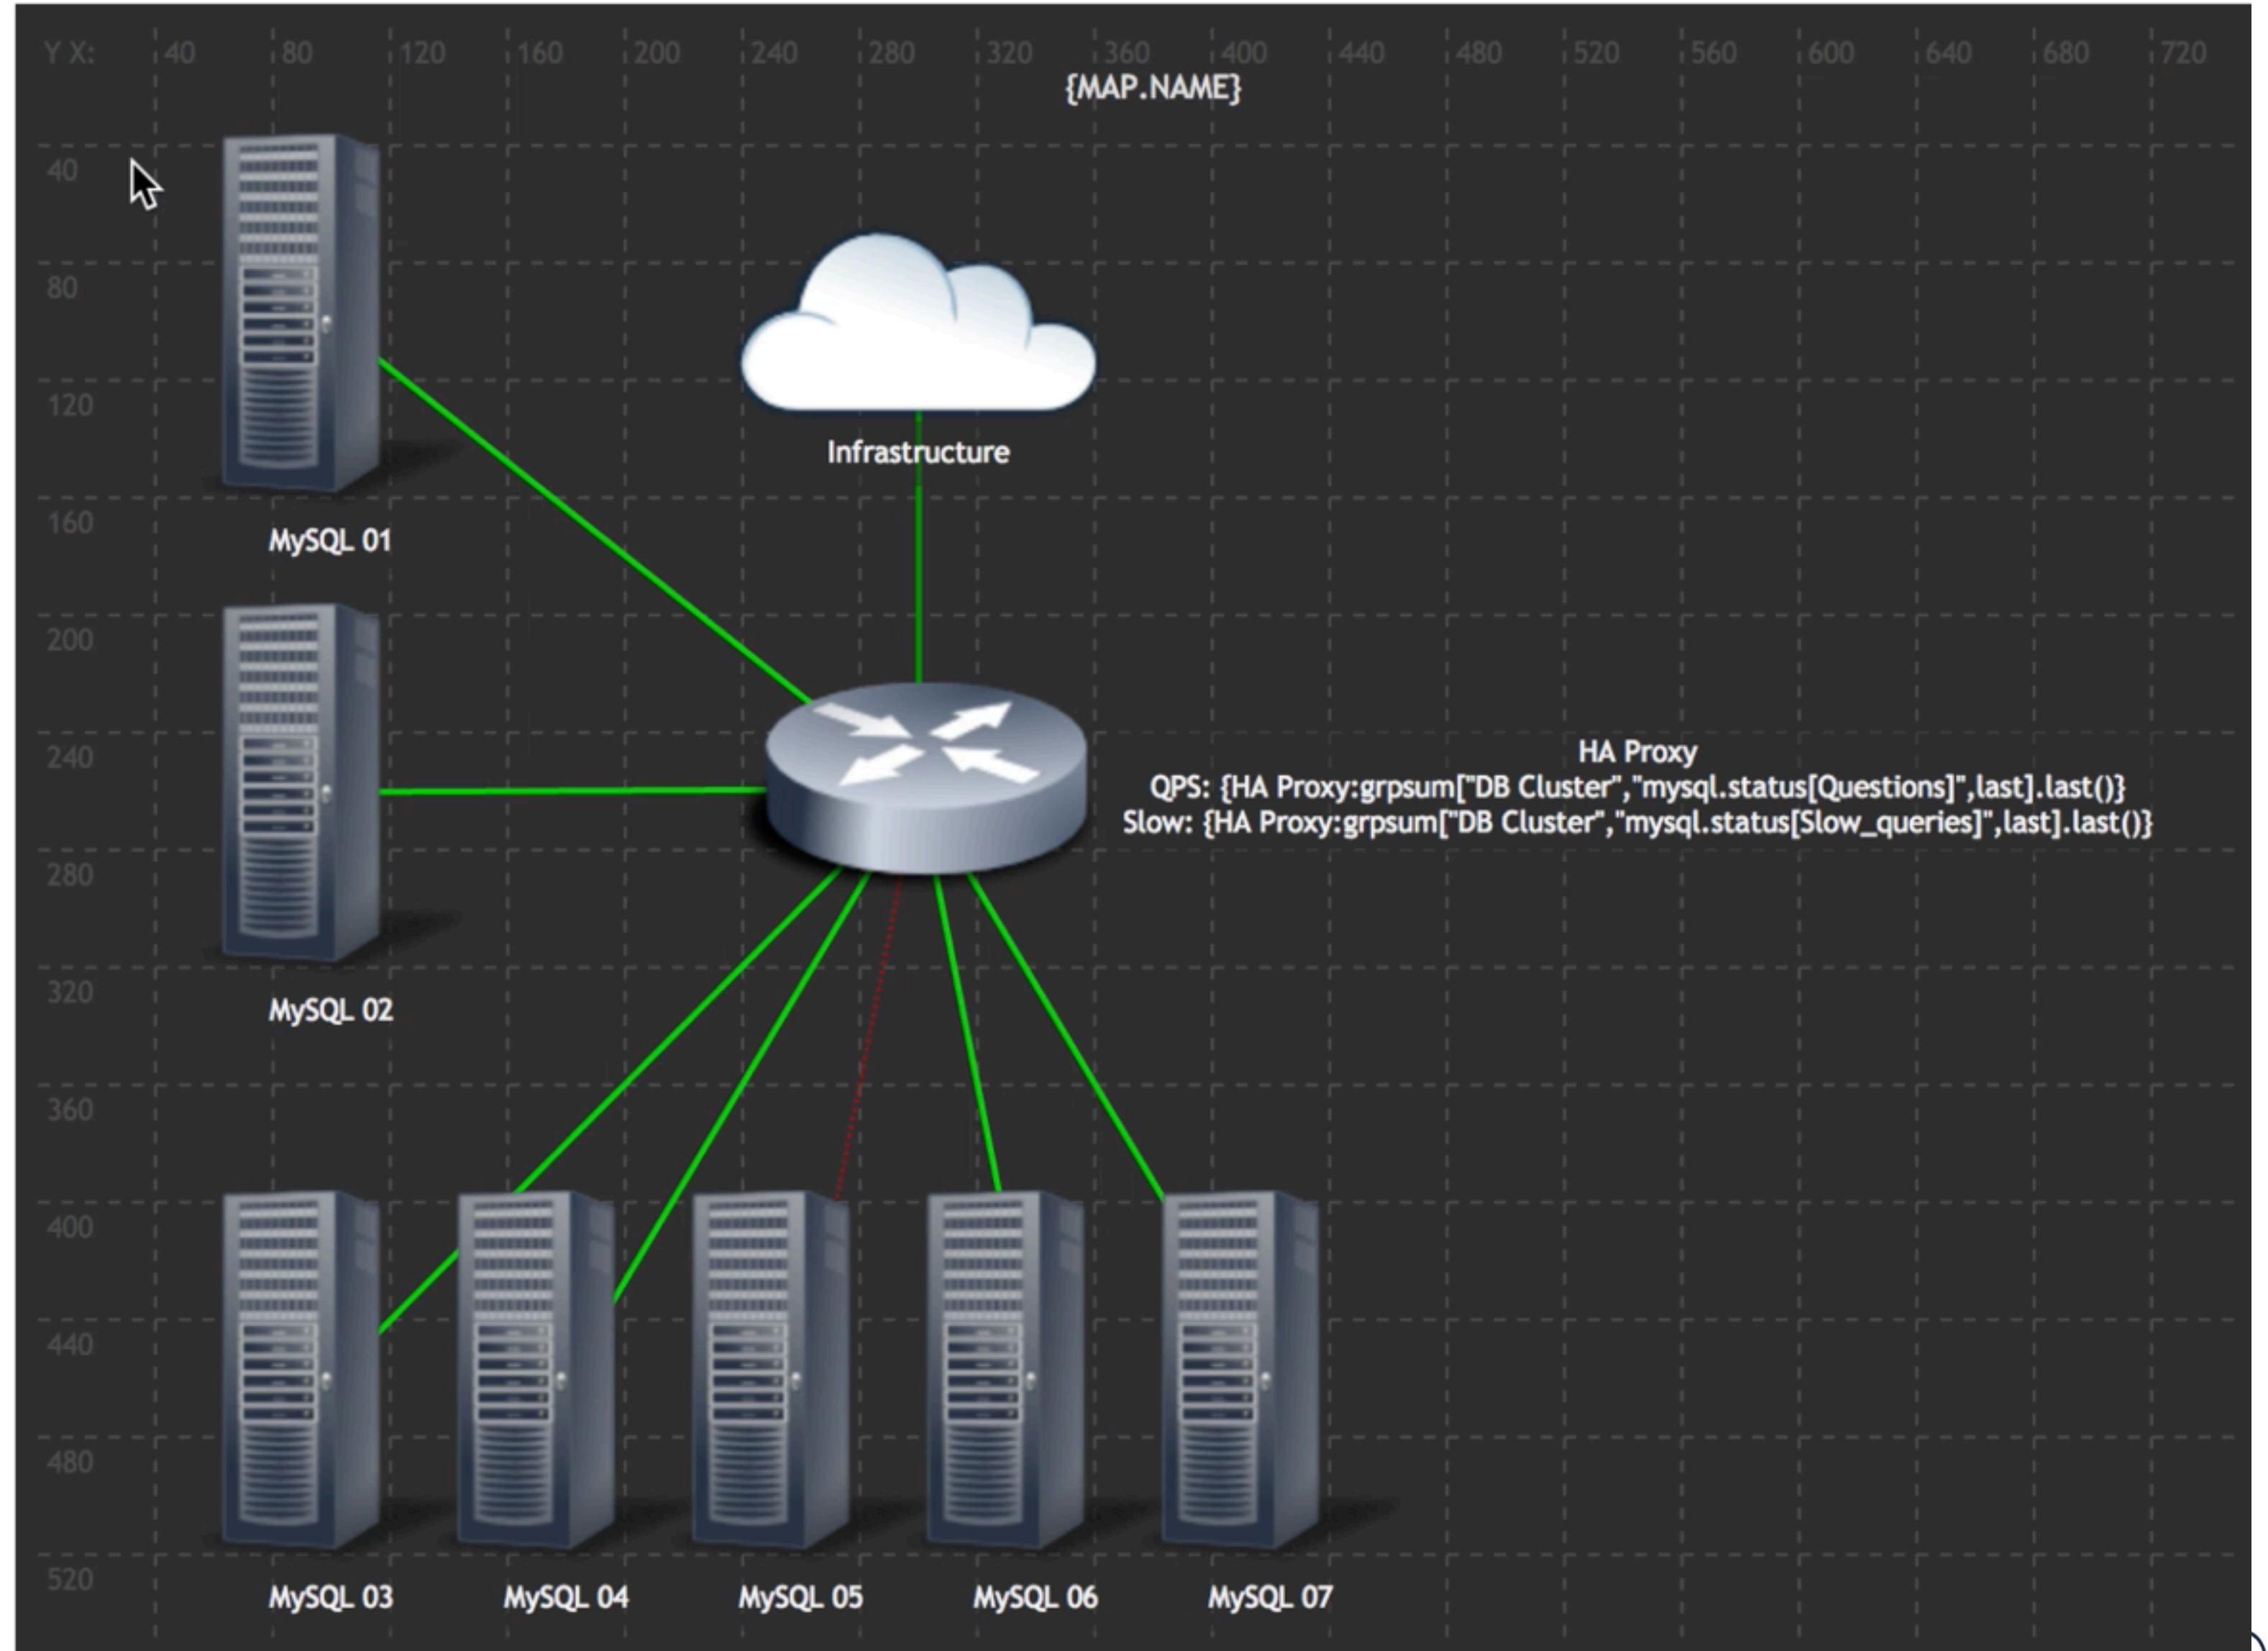 Y X: 40 80 120 160 200 240 280 320 360 400 440 480 520 560 600 640 680 720
{MAP.NAME}
40
80
120
Infrastructure
160
MySQL 01
200
240
HA Proxy
QPS: {HA Proxy:grpsum["DB Cluster","mysql.status[Questions]",last].last()}
Slow: {HA Proxy:grpsum["DB Cluster","mysql.status[Slow_queries]",last].last()}
280
320
MySQL 02
360
400
440
480
520
MySQL 03 MySQL 04 MySQL 05 MySQL 06 MySQL 07